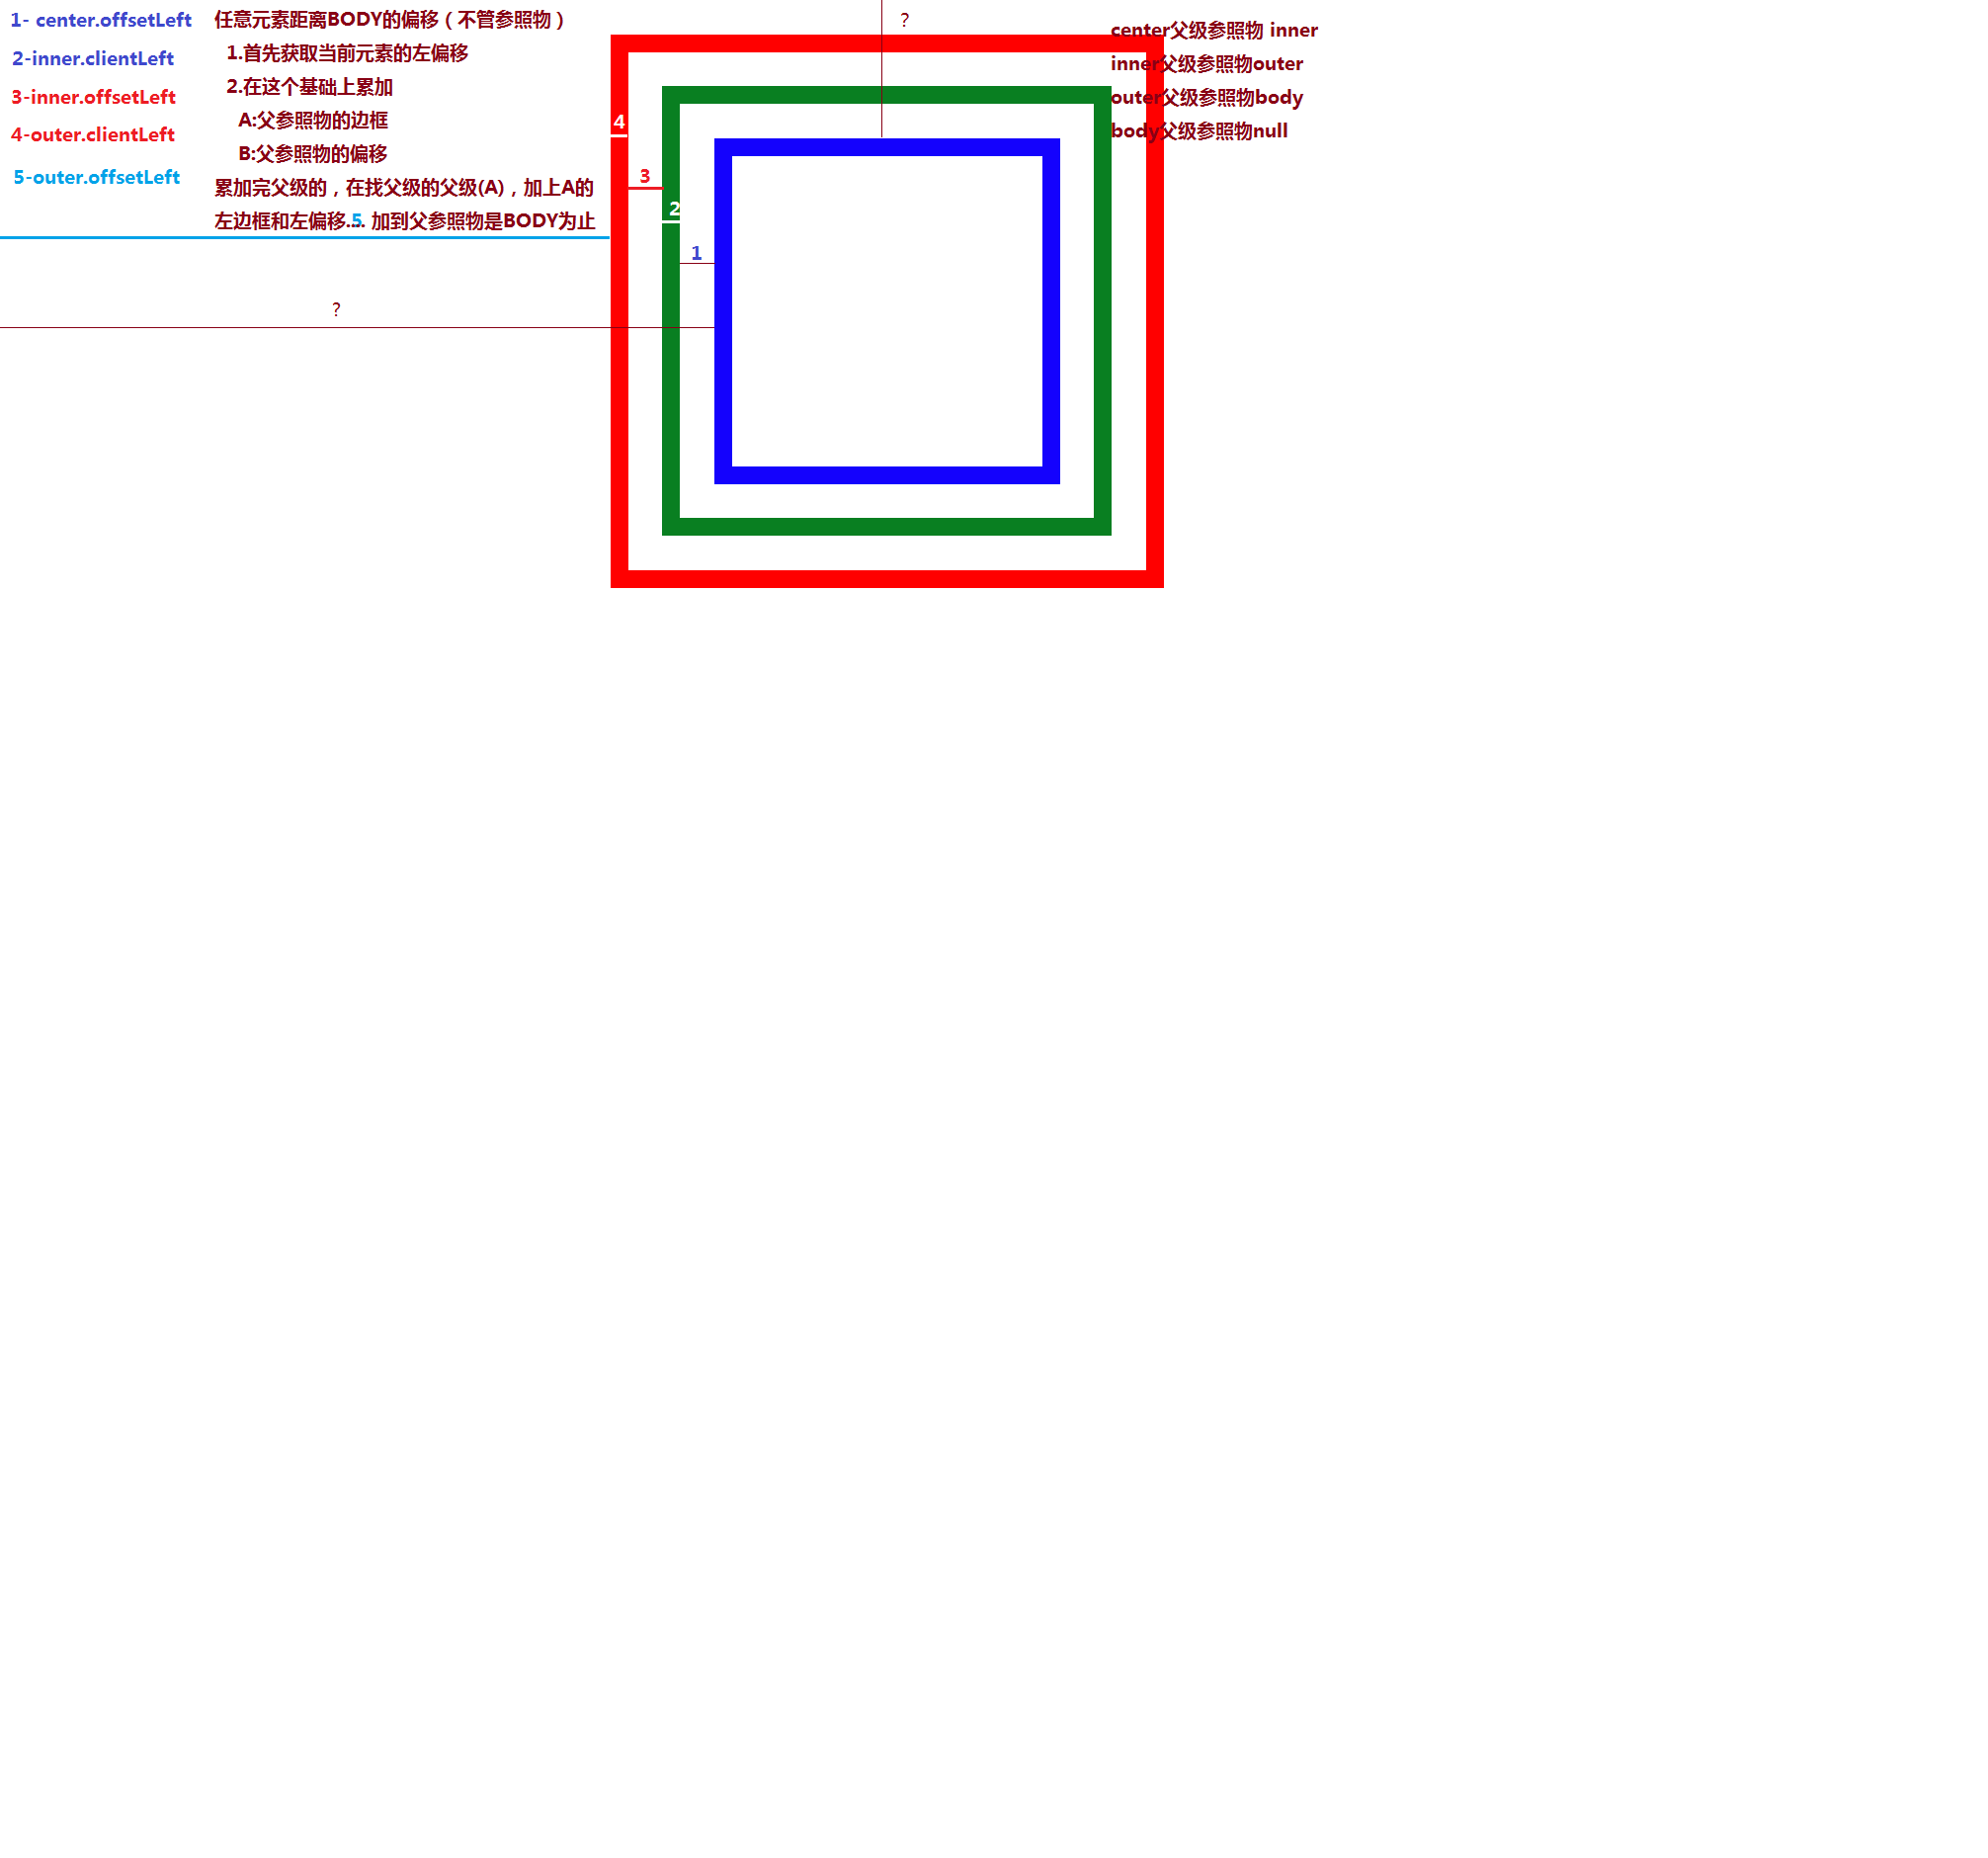 1- center.offsetLeft
2-inner.clientLeft
3-inner.offsetLeft
4-outer.clientLeft
5-outer.offsetLeft
任意元素距离BODY的偏移（不管参照物）
1.首先获取当前元素的左偏移
2.在这个基础上累加
A:父参照物的边框
B:父参照物的偏移
累加完父级的，在找父级的父级(A)，加上A的
左边框和左偏移... 加到父参照物是BODY为止
5
?
?
4
3
2
1
center父级参照物 inner
inner父级参照物outer
outer父级参照物body
body父级参照物null